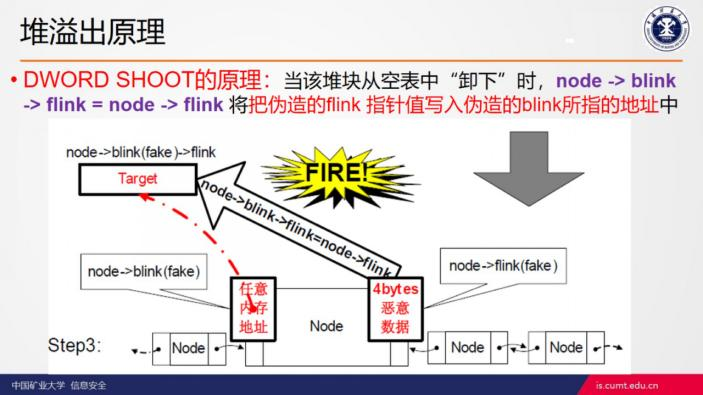 堆溢出原理
• DWORD SHOOT的原理：当该堆块从空表中“卸下”时，node -> blink
-> flink = node -> flink 将把伪造的flink 指针值写入伪造的blink所指的地址中
node->blink(fake)->flink
Target
FIRE!
node->blink->flink=node->flink
node->blink(fake)
node->flink(fake)
任意
内存
地址
Node
4bytes
恶意
数据
Step3:
Node
Node
Node
中国矿业大学 信息安全
is.cumt.edu.cn